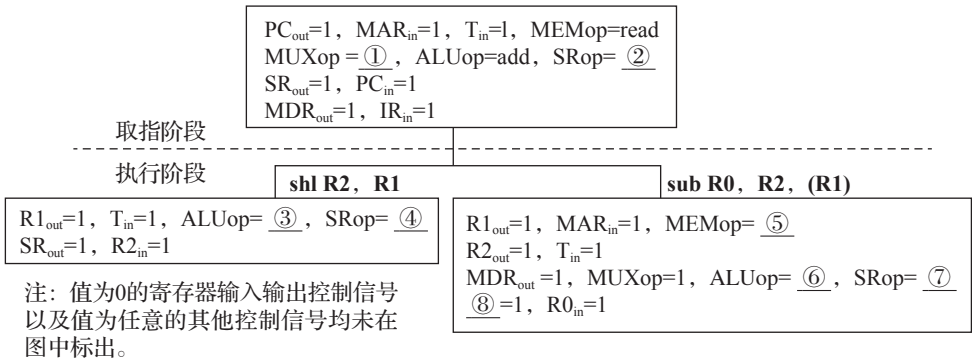 PCout=1，MARin=1，Tin=1，MEMop=read
MUXop = ①，ALUop=add，SRop= ②
SRout=1，PCin=1
MDRout=1，IRin=1
取指阶段
执行阶段
shl R2，R1
sub R0，R2，(R1)
R1out=1，Tin=1，ALUop= ③，SRop= ④
SRout=1，R2in=1
R1out=1，MARin=1，MEMop= ⑤
R2out=1，Tin=1
MDRout =1，MUXop=1，ALUop= ⑥，SRop= ⑦
⑧=1，R0in=1
注：值为0的寄存器输入输出控制信号
以及值为任意的其他控制信号均未在
图中标出。